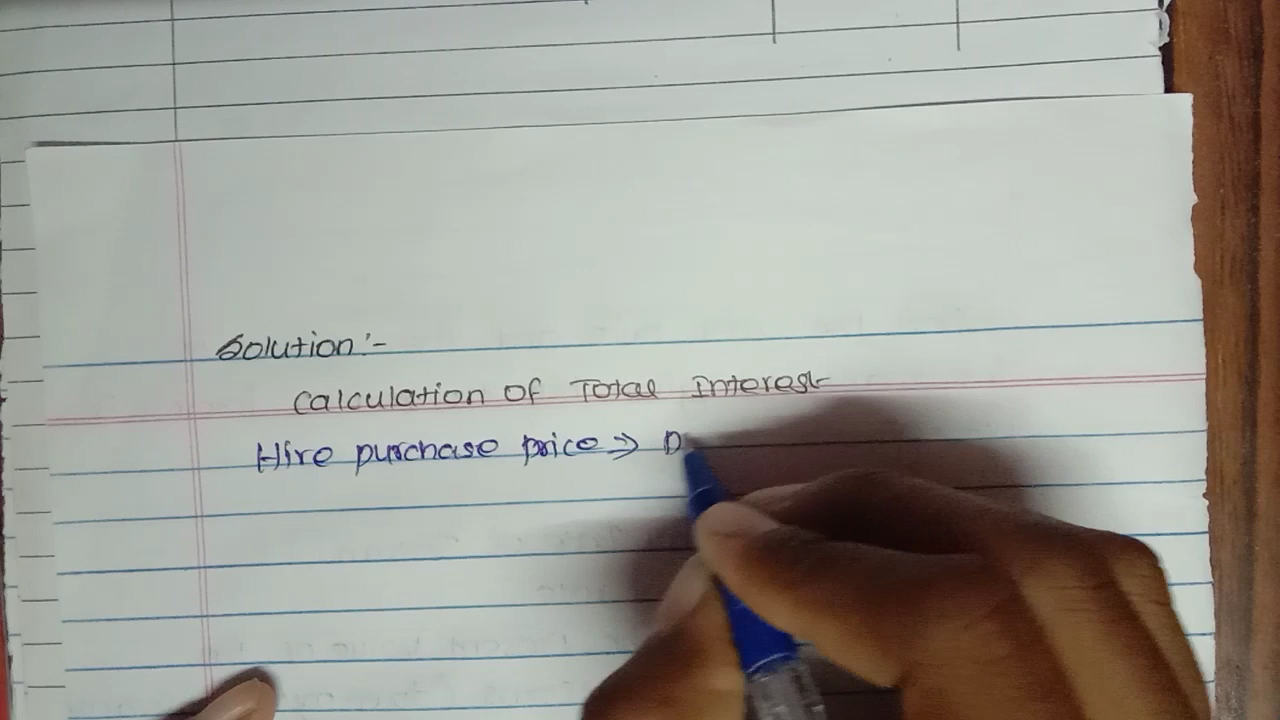 Solution:-
Calculation of Total Interest
Hire purchase price ⇒ D